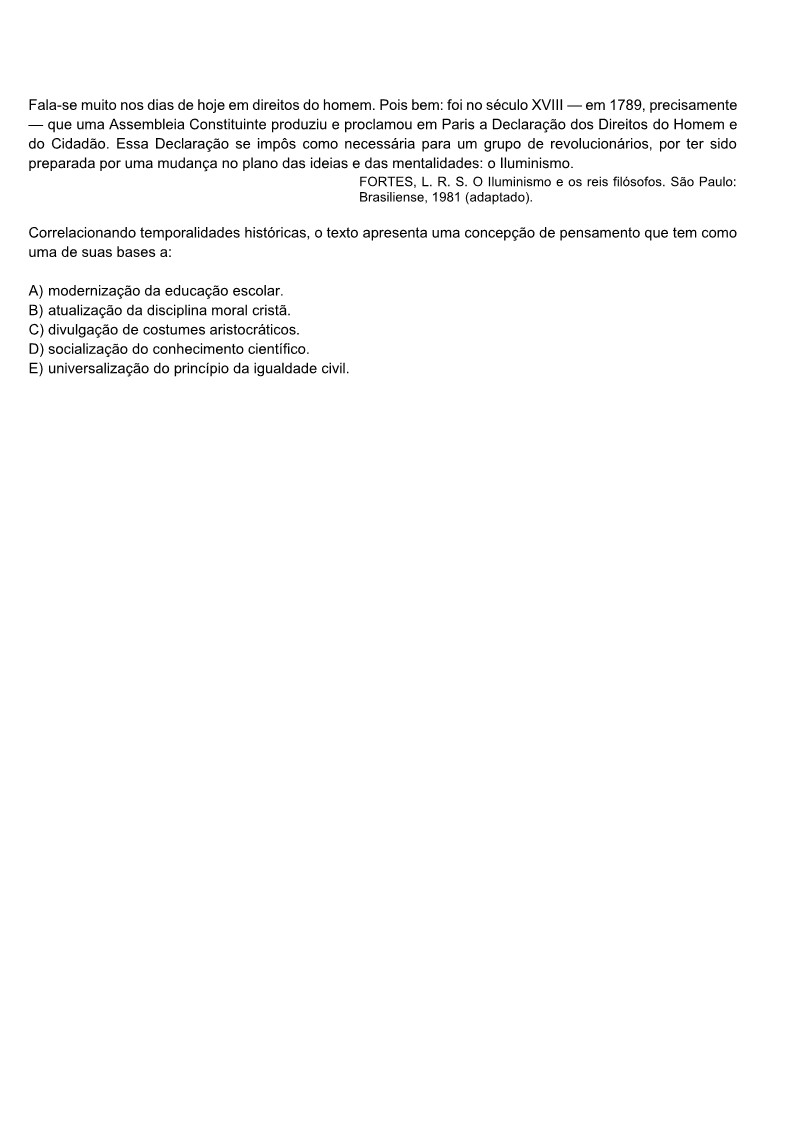 Fala-se muito nos dias de hoje em direitos do homem. Pois bem: foi no século XVIII — em 1789, precisamente
— que uma Assembleia Constituinte produziu e proclamou em Paris a Declaração dos Direitos do Homem e
do Cidadão. Essa Declaração se impôs como necessária para um grupo de revolucionários, por ter sido
preparada por uma mudança no plano das ideias e das mentalidades: o Iluminismo.
FORTES, L. R. S. O Iluminismo e os reis filósofos. São Paulo:
Brasiliense, 1981 (adaptado).
Correlacionando temporalidades históricas, o texto apresenta uma concepção de pensamento que tem como
uma de suas bases a:
A) modernização da educação escolar.
B) atualização da disciplina moral cristã.
C) divulgação de costumes aristocráticos.
D) socialização do conhecimento científico.
E) universalização do princípio da igualdade civil.